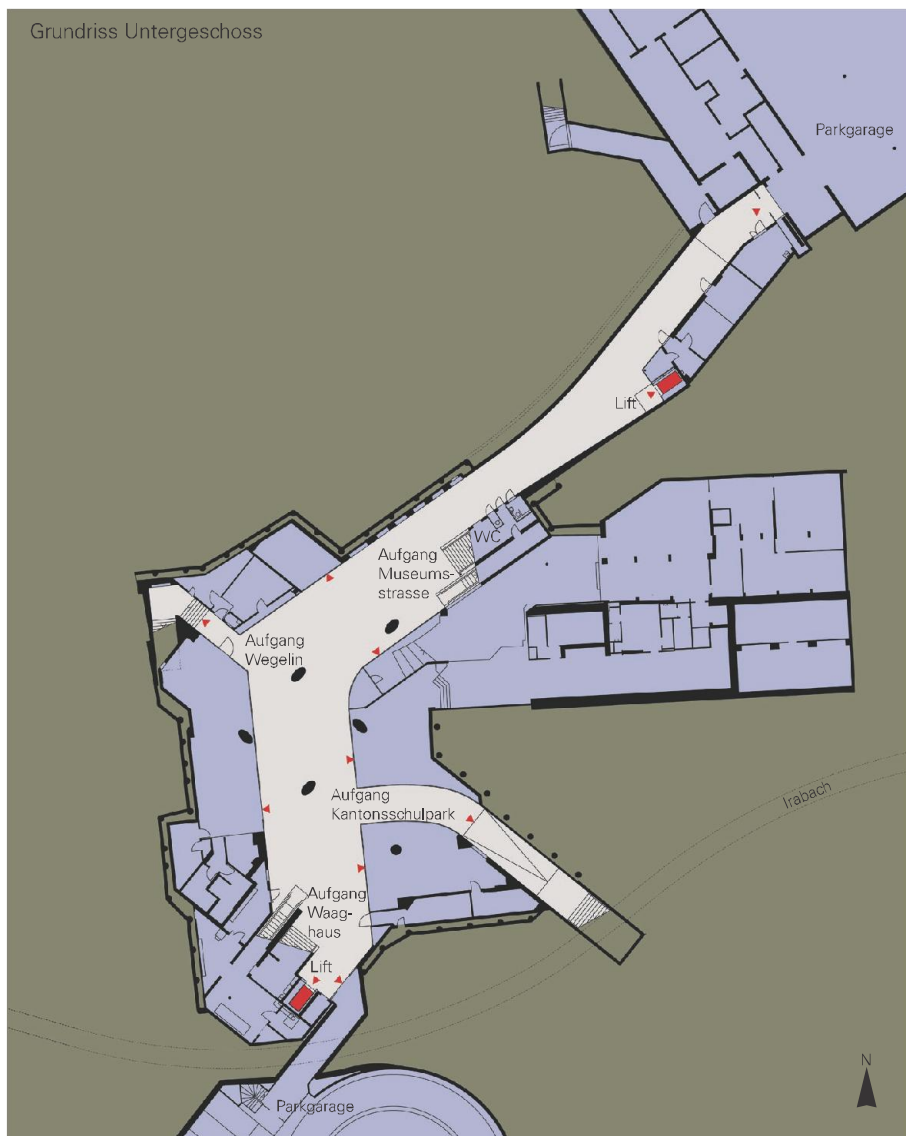 Grundriss Untergeschoss
Parkgarage
Lift
WC
Aufgang
Museums-
strasse
Aufgang
Wegelin
Aufgang
Kantonsschulpark
Irabach
Aufgang
Waag-
haus
Lift
N
Parkgarage